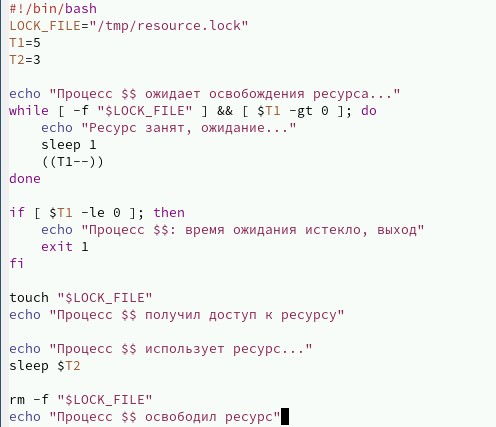 #!/bin/bash
LOCK_FILE="/tmp/resource.lock"
T1=5
T2=3

echo "Процесс $$ ожидает освобождения ресурса..."
while [ -f "$LOCK_FILE" ] && [ $T1 -gt 0 ]; do
    echo "Ресурс занят, ожидание..."
    sleep 1
    ((T1--))
done

if [ $T1 -le 0 ]; then
    echo "Процесс $$: время ожидания истекло, выход"
    exit 1
fi

touch "$LOCK_FILE"
echo "Процесс $$ получил доступ к ресурсу"

echo "Процесс $$ использует ресурс..."
sleep $T2

rm -f "$LOCK_FILE"
echo "Процесс $$ освободил ресурс"